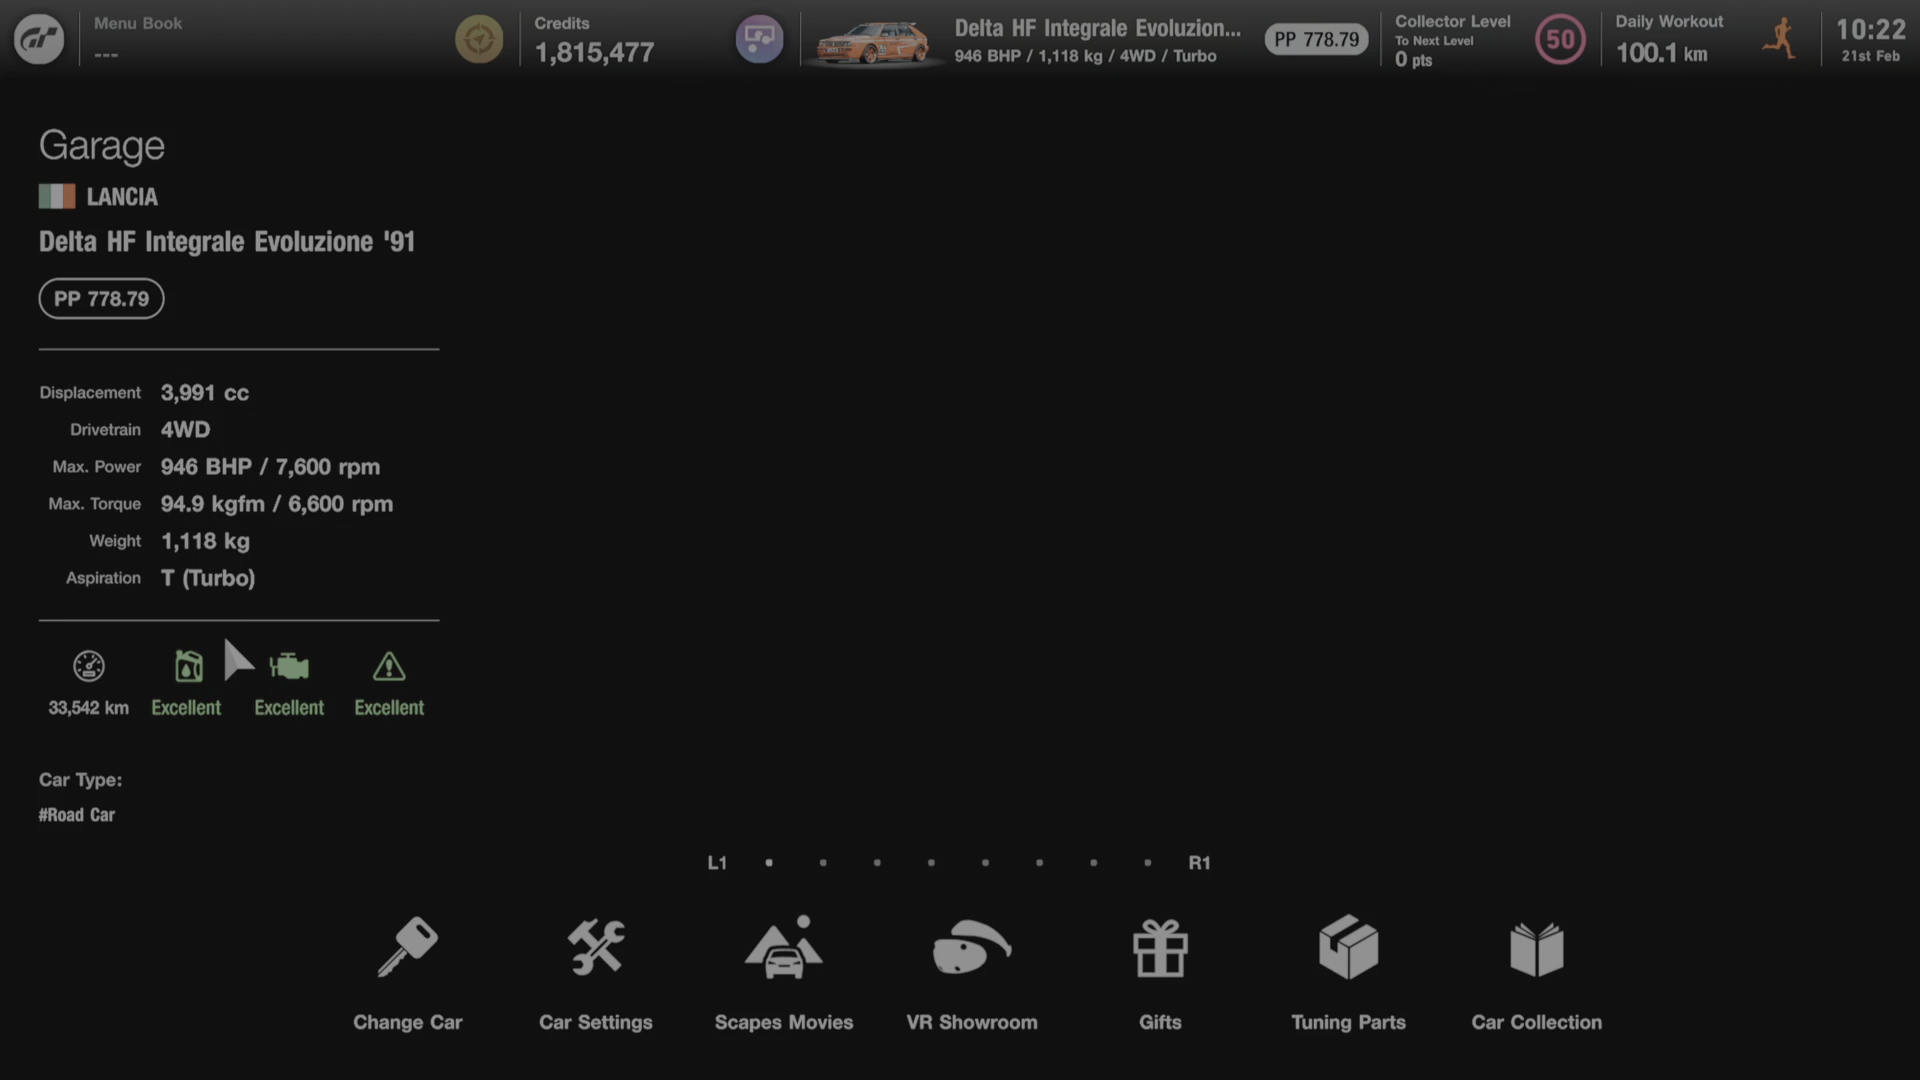 Menu Book
---
Credits
1,815,477
Delta HF Integrale Evoluzion...
946 BHP / 1,118 kg / 4WD / Turbo
PP 778.79
Collector Level
To Next Level
0 pts
50
Daily Workout
100.1 km
10:22
21st Feb
Garage
LANCIA
Delta HF Integrale Evoluzione '91
PP 778.79
Displacement 3,991 cc
Drivetrain 4WD
Max. Power 946 BHP / 7,600 rpm
Max. Torque 94.9 kgfm / 6,600 rpm
Weight 1,118 kg
Aspiration T (Turbo)
33,542 km Excellent Excellent Excellent
Car Type:
#Road Car
L1 R1
Change Car Car Settings Scapes Movies VR Showroom Gifts Tuning Parts Car Collection